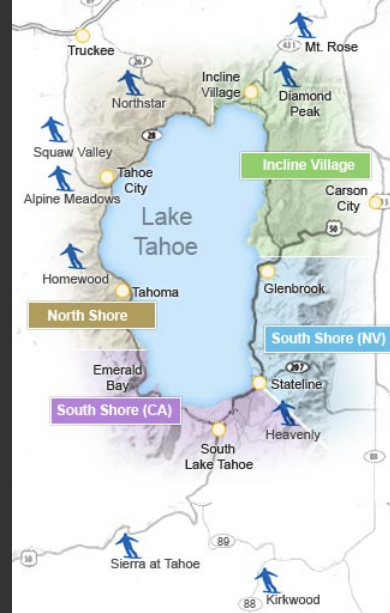 Mt. Rose
431
Truckee
267
Incline
Village
Northstar
Diamond
Peak
28
Squaw Valley
Tahoe
City
Incline Village
Alpine Meadows
Carson
City
Lake
Tahoe
50
Homewood
Glenbrook
Tahoma
North Shore
South Shore (NV)
Emerald
Bay
207
Stateline
South Shore (CA)
Heavenly
South
Lake Tahoe
88
89
50
Sierra at Tahoe
88
Kirkwood